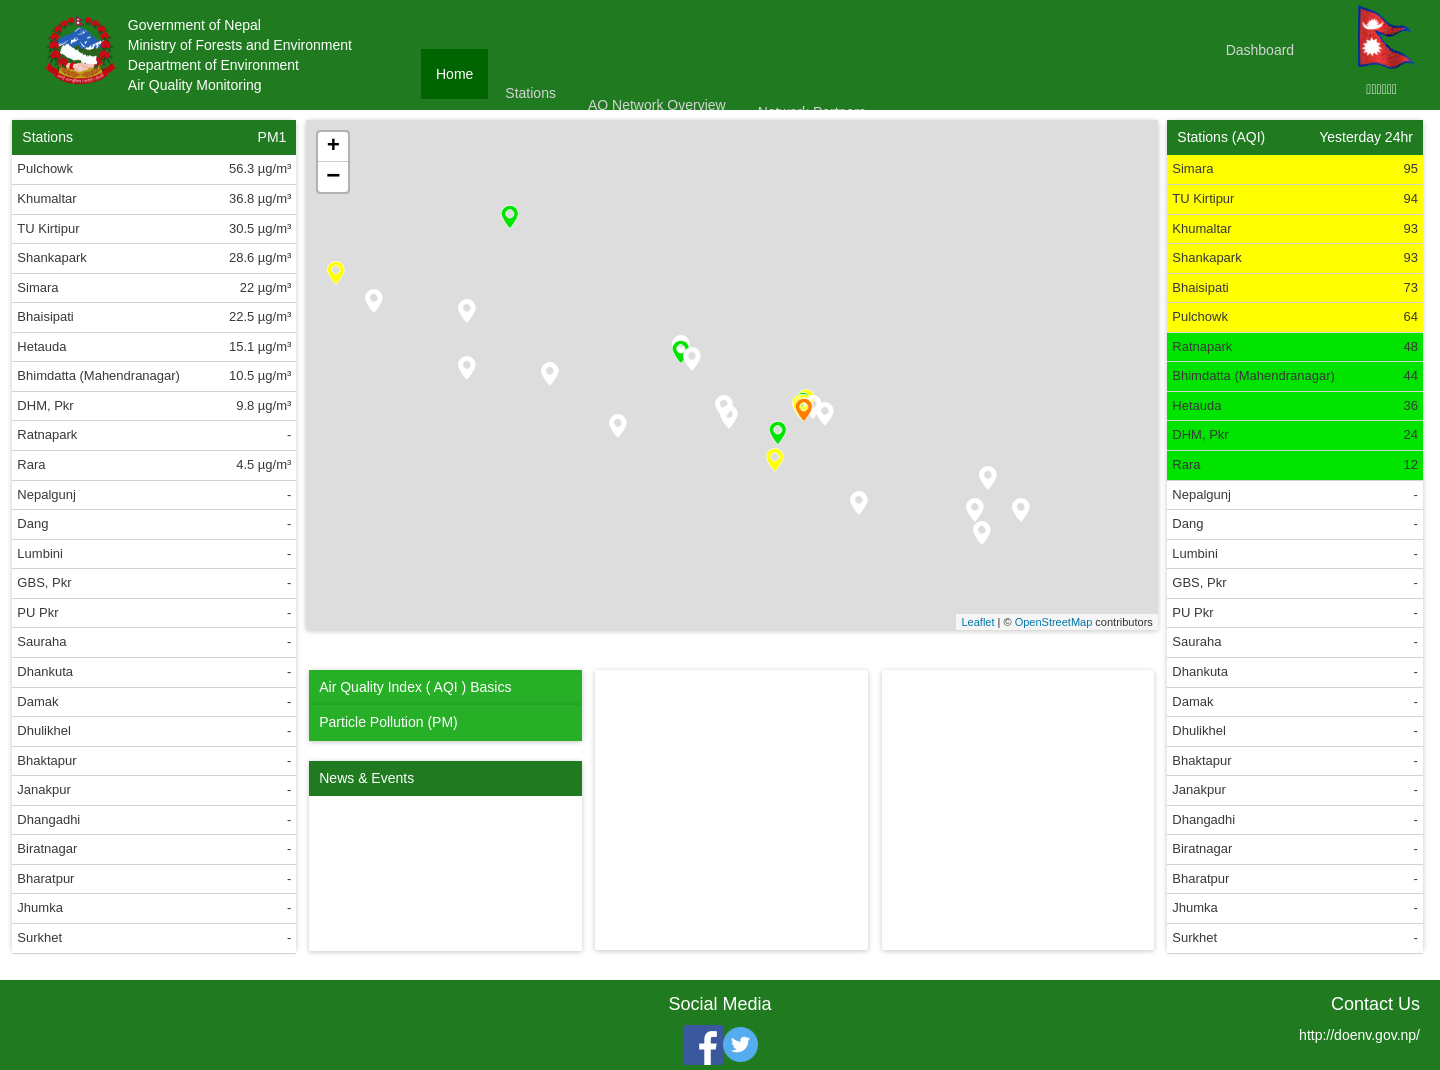 Government of Nepal
Ministry of Forests and Environment
Department of Environment
Air Quality Monitoring
Home
Stations
AQ Network Overview
Network Partners
Dashboard
Stations PM1
Pulchowk 56.3 µg/m³
Khumaltar 36.8 µg/m³
TU Kirtipur 30.5 µg/m³
Shankapark 28.6 µg/m³
Simara 22 µg/m³
Bhaisipati 22.5 µg/m³
Hetauda 15.1 µg/m³
Bhimdatta (Mahendranagar) 10.5 µg/m³
DHM, Pkr 9.8 µg/m³
Ratnapark -
Rara 4.5 µg/m³
Nepalgunj -
Dang -
Lumbini -
GBS, Pkr -
PU Pkr -
Sauraha -
Dhankuta -
Damak -
Dhulikhel -
Bhaktapur -
Janakpur -
Dhangadhi -
Biratnagar -
Bharatpur -
Jhumka -
Surkhet -
+
−
Leaflet | © OpenStreetMap contributors
Air Quality Index ( AQI ) Basics
Particle Pollution (PM)
News & Events
Stations (AQI) Yesterday 24hr
Simara 95
TU Kirtipur 94
Khumaltar 93
Shankapark 93
Bhaisipati 73
Pulchowk 64
Ratnapark 48
Bhimdatta (Mahendranagar) 44
Hetauda 36
DHM, Pkr 24
Rara 12
Nepalgunj -
Dang -
Lumbini -
GBS, Pkr -
PU Pkr -
Sauraha -
Dhankuta -
Damak -
Dhulikhel -
Bhaktapur -
Janakpur -
Dhangadhi -
Biratnagar -
Bharatpur -
Jhumka -
Surkhet -
Social Media
Contact Us
http://doenv.gov.np/